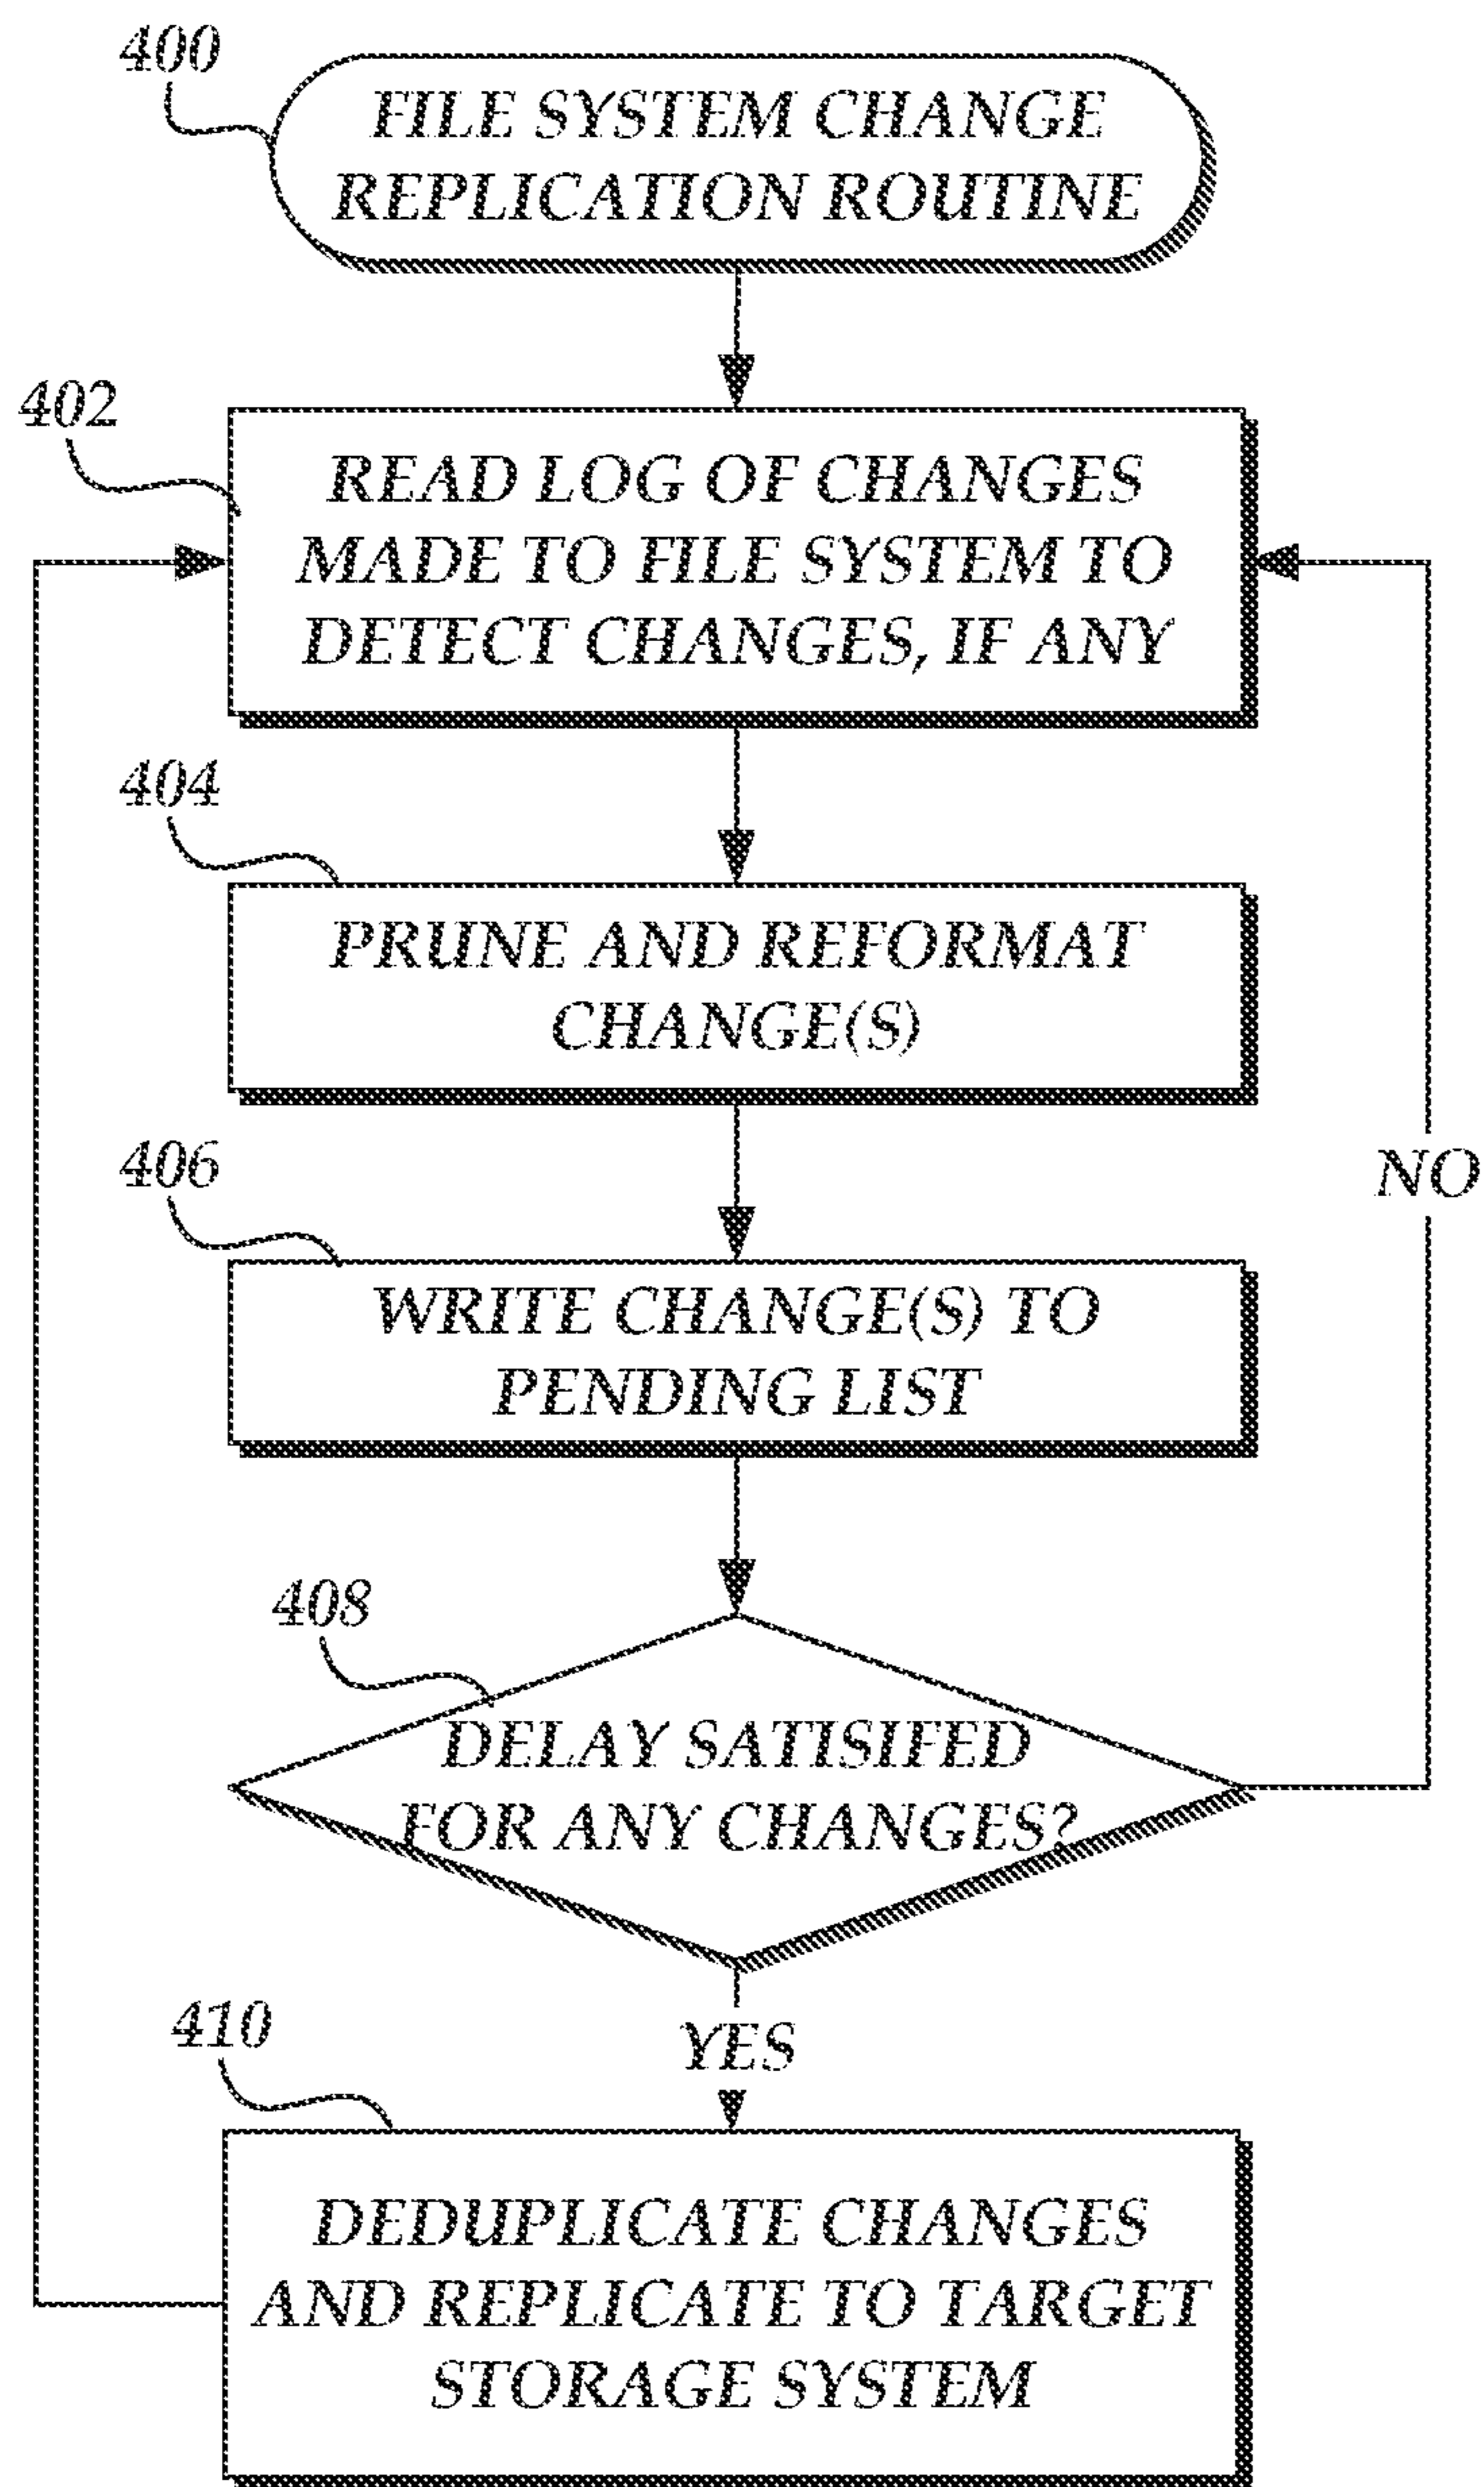 400
FILE SYSTEM CHANGE
REPLICATION ROUTINE
402
READ LOG OF CHANGES
MADE TO FILE SYSTEM TO
DETECT CHANGES, IF ANY
404
PRUNE AND REFORMAT
CHANGE(S)
NO
406
WRITE CHANGE(S) TO
PENDING LIST
408
DELAY SATISIFED
FOR ANY CHANGES?
YES
410
DEDUPLICATE CHANGES
AND REPLICATE TO TARGET
STORAGE SYSTEM